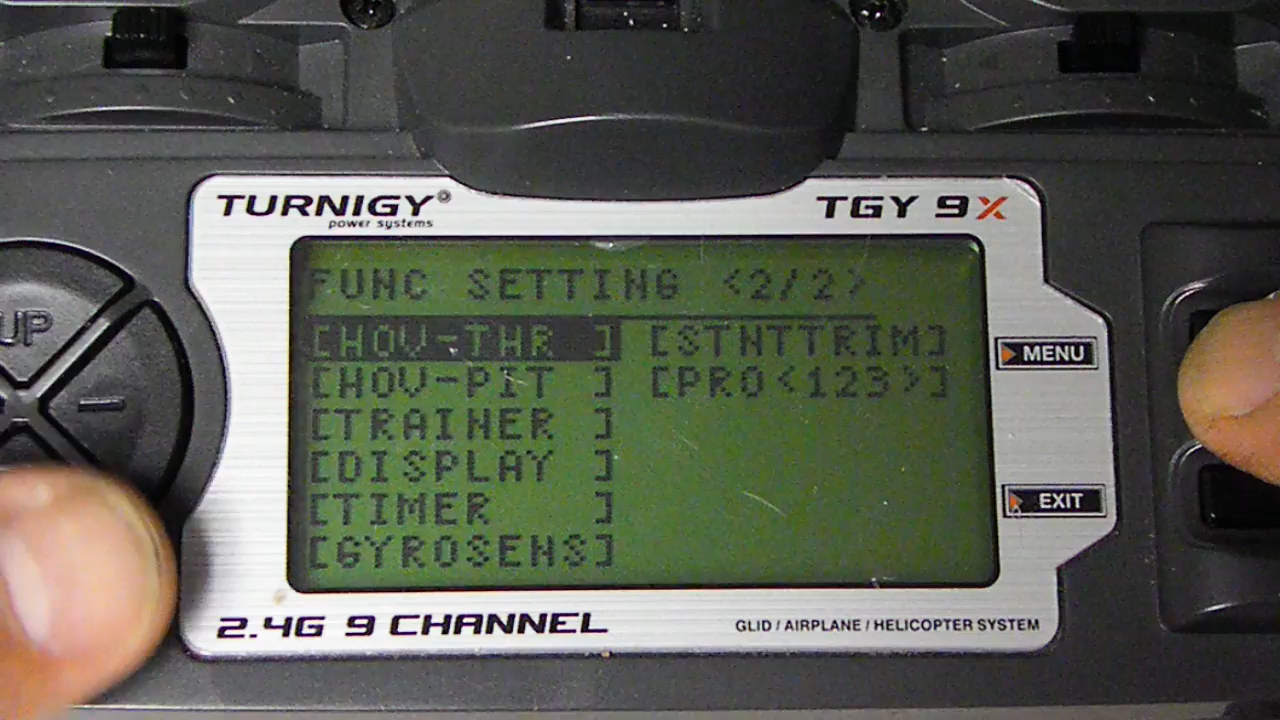 TURNIGY®
power systems
TGY 9X
FUNC SETTING <2/2>
[HOV-THR ] [STNTTRIM]
[HOV-PIT ] [PRO<123>]
[TRAINER ]
[DISPLAY ]
[TIMER ]
[GYROSENS]
UP
—
MENU
EXIT
2.4G 9 CHANNEL
GLID / AIRPLANE / HELICOPTER SYSTEM